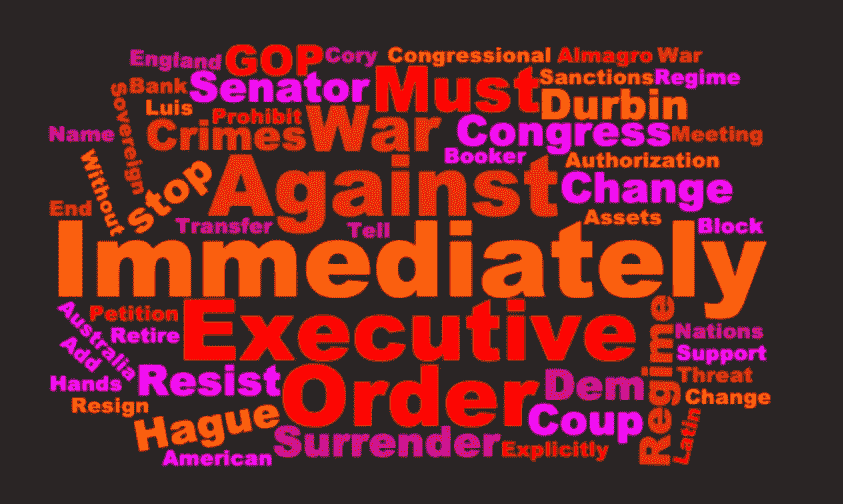 England GOP Cory Congressional Almagro War
Sovereign Bank Senator Must Sanctions Regime
Luis Prohibit Durbin
Name Crimes War Congress Meeting
Without Stop Against Booker Authorization
Change
End Transfer Tell Assets Block
Immediately
Petition Executive Regime Nations
Australia Retire Support
Add Order Threat
Hands Resist Dem Change
Resign Hague Coup Latin
American Surrender Explicitly